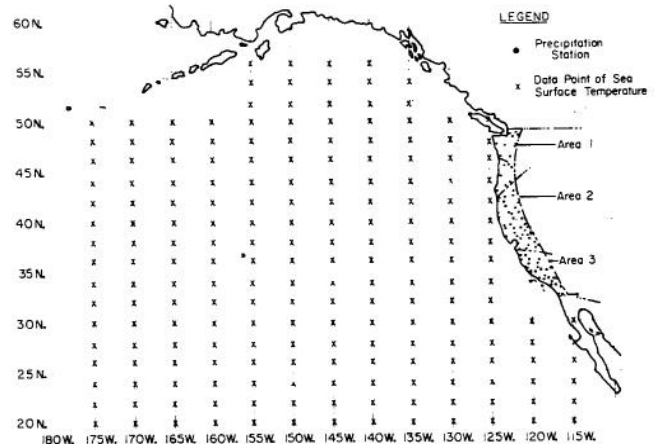 60N.
55N.
50N.
45N.
40N.
35N.
30N.
25N.
20N.
180W. 175W. 170W. 165W. 160W. 155W. 150W. 145W. 140W. 135W. 130W. 125W. 120W. 115W.
LEGEND
Precipitation
Station
x Data Point of Sea
Surface Temperature
Area 1
Area 2
Area 3